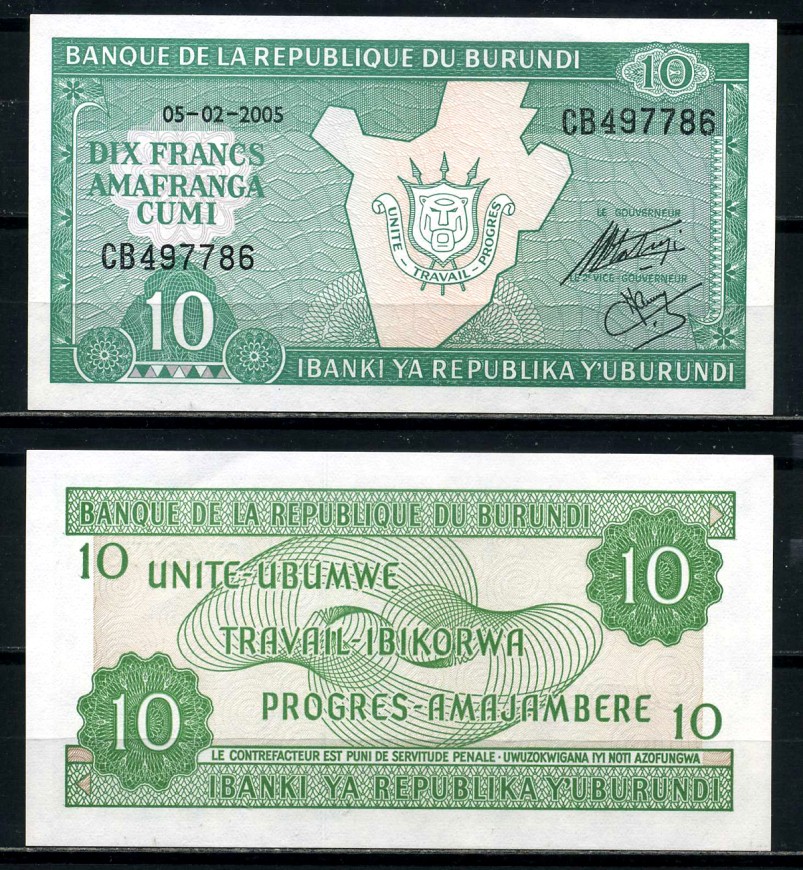 BANQUE DE LA REPUBLIQUE DU BURUNDI
10
05-02-2005
CB497786
DIX FRANCS
AMAFRANGA
CUMI
CB497786
UNITE - TRAVAIL - PROGRES
LE GOUVERNEUR
LE 2e VICE-GOUVERNEUR
10
IBANKI YA REPUBLIKA Y'UBURUNDI
BANQUE DE LA REPUBLIQUE DU BURUNDI
10
10
UNITE-UBUMWE
TRAVAIL-IBIKORWA
PROGRES-AMAJAMBERE
10
10
LE CONTREFACTEUR EST PUNI DE SERVITUDE PENALE · UWUZOKWIGANA IYI NOTI AZOFUNGWA
IBANKI YA REPUBLIKA Y'UBURUNDI